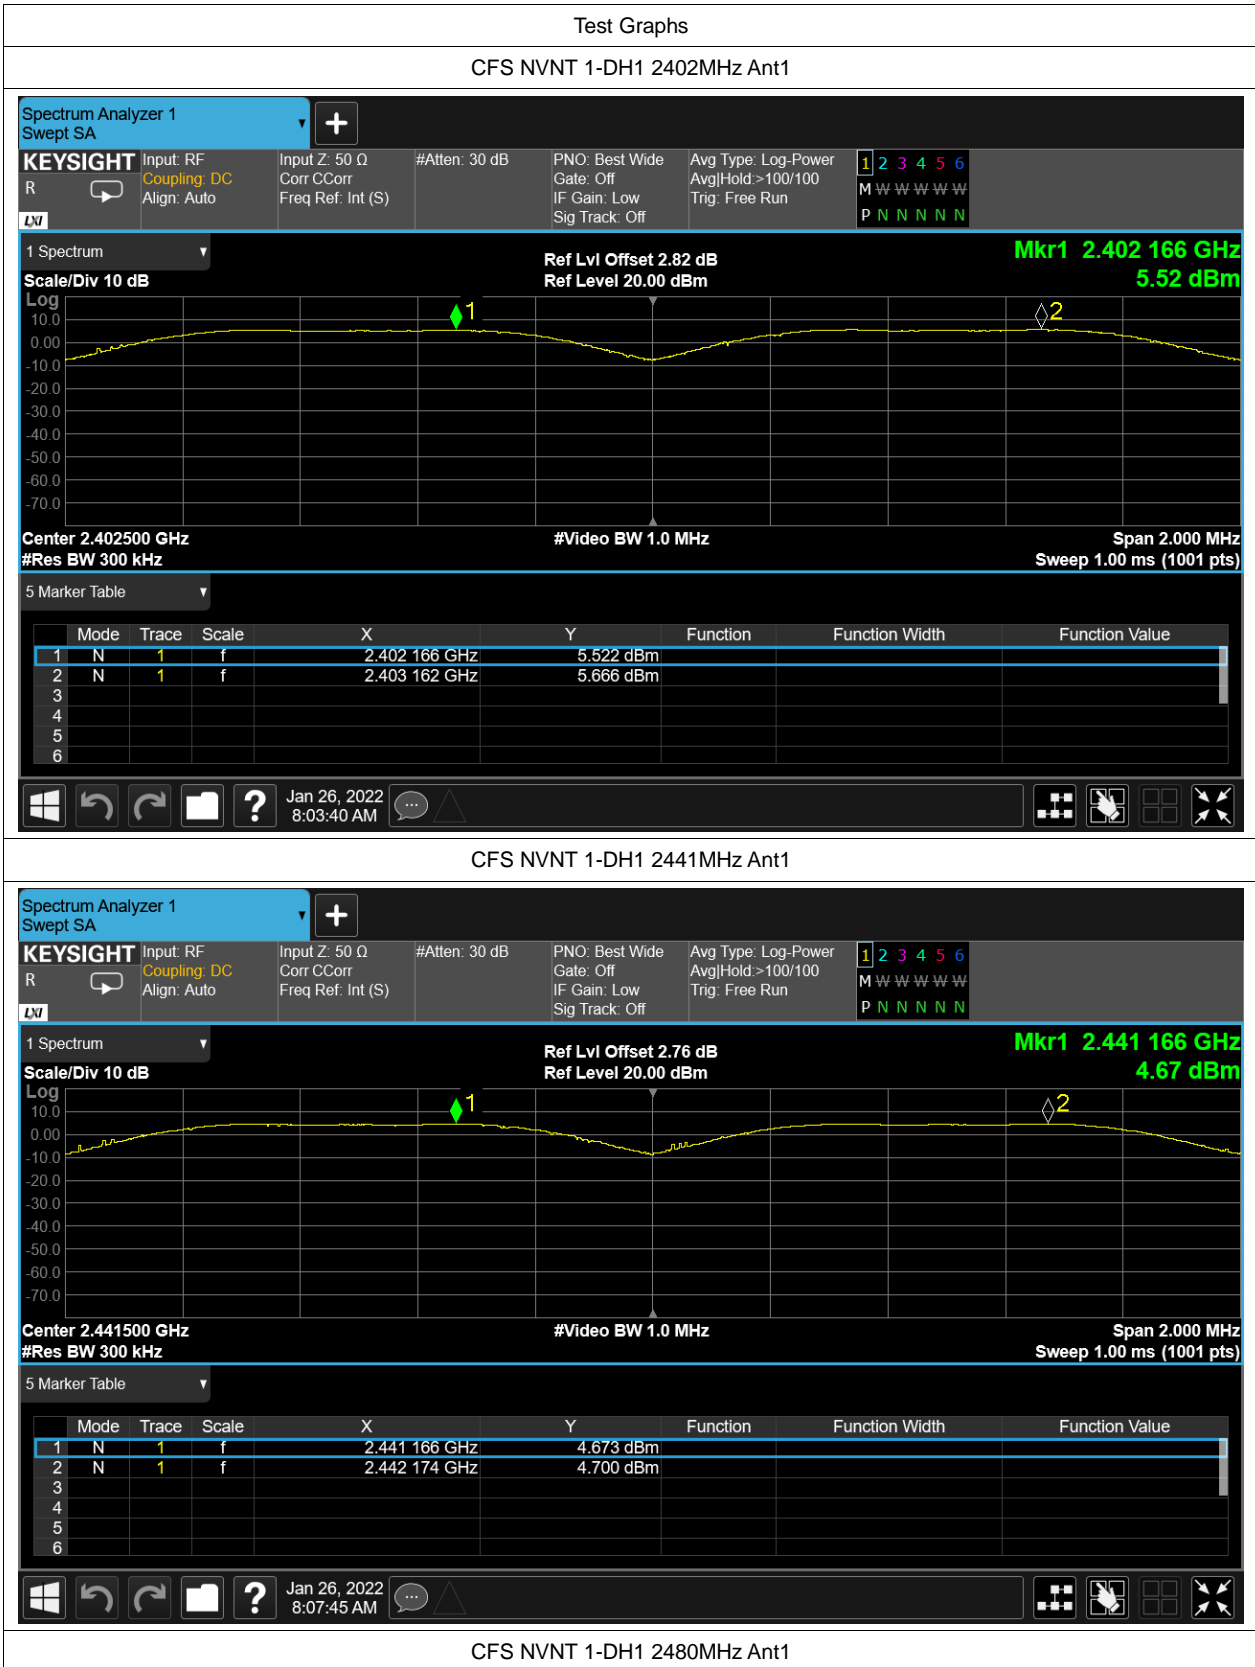 Test Graphs
CFS NVNT 1-DH1 2402MHz Ant1
Spectrum Analyzer 1
Swept SA
KEYSIGHT
R
LXI
Input: RF
Coupling: DC
Align: Auto
Input Z: 50 Ω
Corr CCorr
Freq Ref: Int (S)
#Atten: 30 dB
PNO: Best Wide
Gate: Off
IF Gain: Low
Sig Track: Off
Avg Type: Log-Power
Avg|Hold:>100/100
Trig: Free Run
1 2 3 4 5 6
M W W W W W
P N N N N N
1 Spectrum
Scale/Div 10 dB
Ref Lvl Offset 2.82 dB
Ref Level 20.00 dBm
Mkr1 2.402 166 GHz
5.52 dBm
Log
10.0
0.00
-10.0
-20.0
-30.0
-40.0
-50.0
-60.0
-70.0
1
2
Center 2.402500 GHz
#Video BW 1.0 MHz
Span 2.000 MHz
#Res BW 300 kHz
Sweep 1.00 ms (1001 pts)
5 Marker Table
Mode Trace Scale X Y Function Function Width Function Value
1 N 1 f 2.402 166 GHz 5.522 dBm
2 N 1 f 2.403 162 GHz 5.666 dBm
3
4
5
6
?
Jan 26, 2022
8:03:40 AM
CFS NVNT 1-DH1 2441MHz Ant1
Spectrum Analyzer 1
Swept SA
KEYSIGHT
R
LXI
Input: RF
Coupling: DC
Align: Auto
Input Z: 50 Ω
Corr CCorr
Freq Ref: Int (S)
#Atten: 30 dB
PNO: Best Wide
Gate: Off
IF Gain: Low
Sig Track: Off
Avg Type: Log-Power
Avg|Hold:>100/100
Trig: Free Run
1 2 3 4 5 6
M W W W W W
P N N N N N
1 Spectrum
Scale/Div 10 dB
Ref Lvl Offset 2.76 dB
Ref Level 20.00 dBm
Mkr1 2.441 166 GHz
4.67 dBm
Log
10.0
0.00
-10.0
-20.0
-30.0
-40.0
-50.0
-60.0
-70.0
1
2
Center 2.441500 GHz
#Video BW 1.0 MHz
Span 2.000 MHz
#Res BW 300 kHz
Sweep 1.00 ms (1001 pts)
5 Marker Table
Mode Trace Scale X Y Function Function Width Function Value
1 N 1 f 2.441 166 GHz 4.673 dBm
2 N 1 f 2.442 174 GHz 4.700 dBm
3
4
5
6
?
Jan 26, 2022
8:07:45 AM
CFS NVNT 1-DH1 2480MHz Ant1